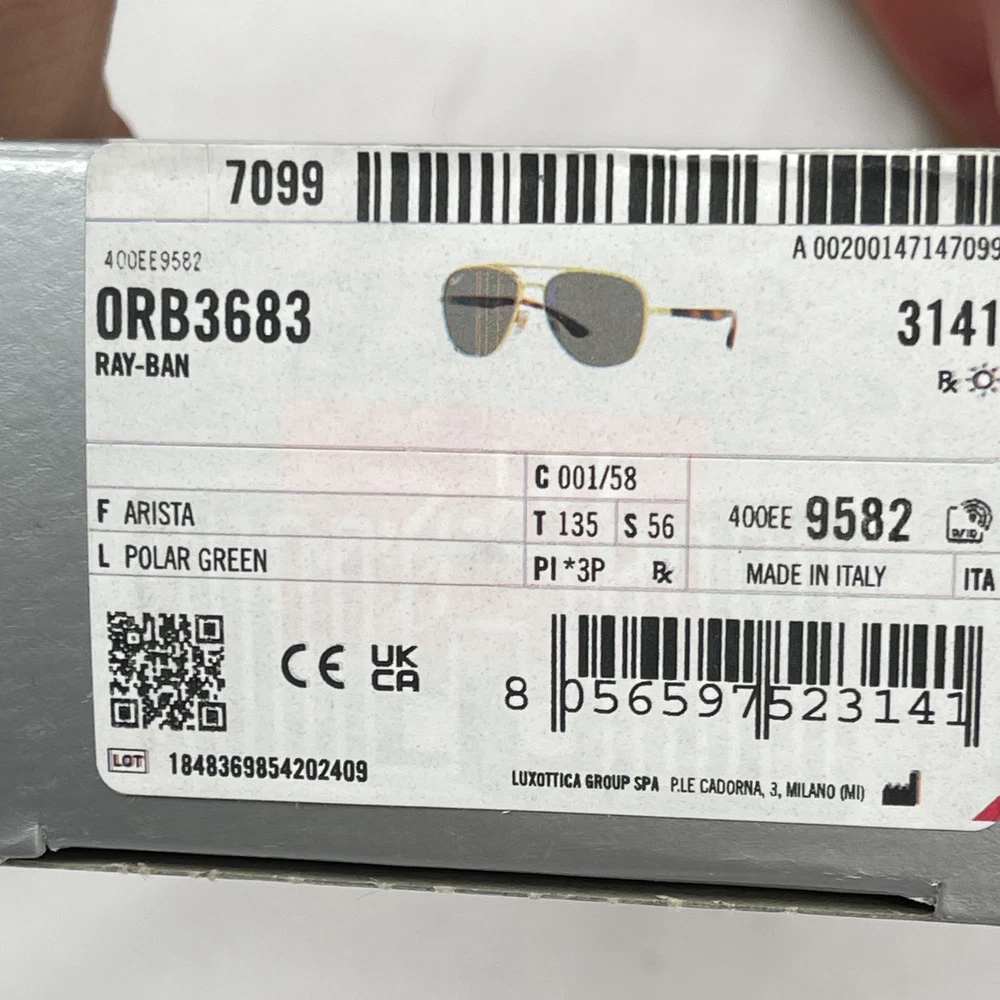 7099
A 00200147147099
400EE9582
0RB3683
RAY-BAN
3141
℞
C 001/58
F ARISTA
T 135 S 56
400EE 9582
L POLAR GREEN
PI *3P ℞
MADE IN ITALY
ITA
CE UK CA
8 056597 523141
LOT 1848369854202409
LUXOTTICA GROUP SPA P.LE CADORNA, 3, MILANO (MI)